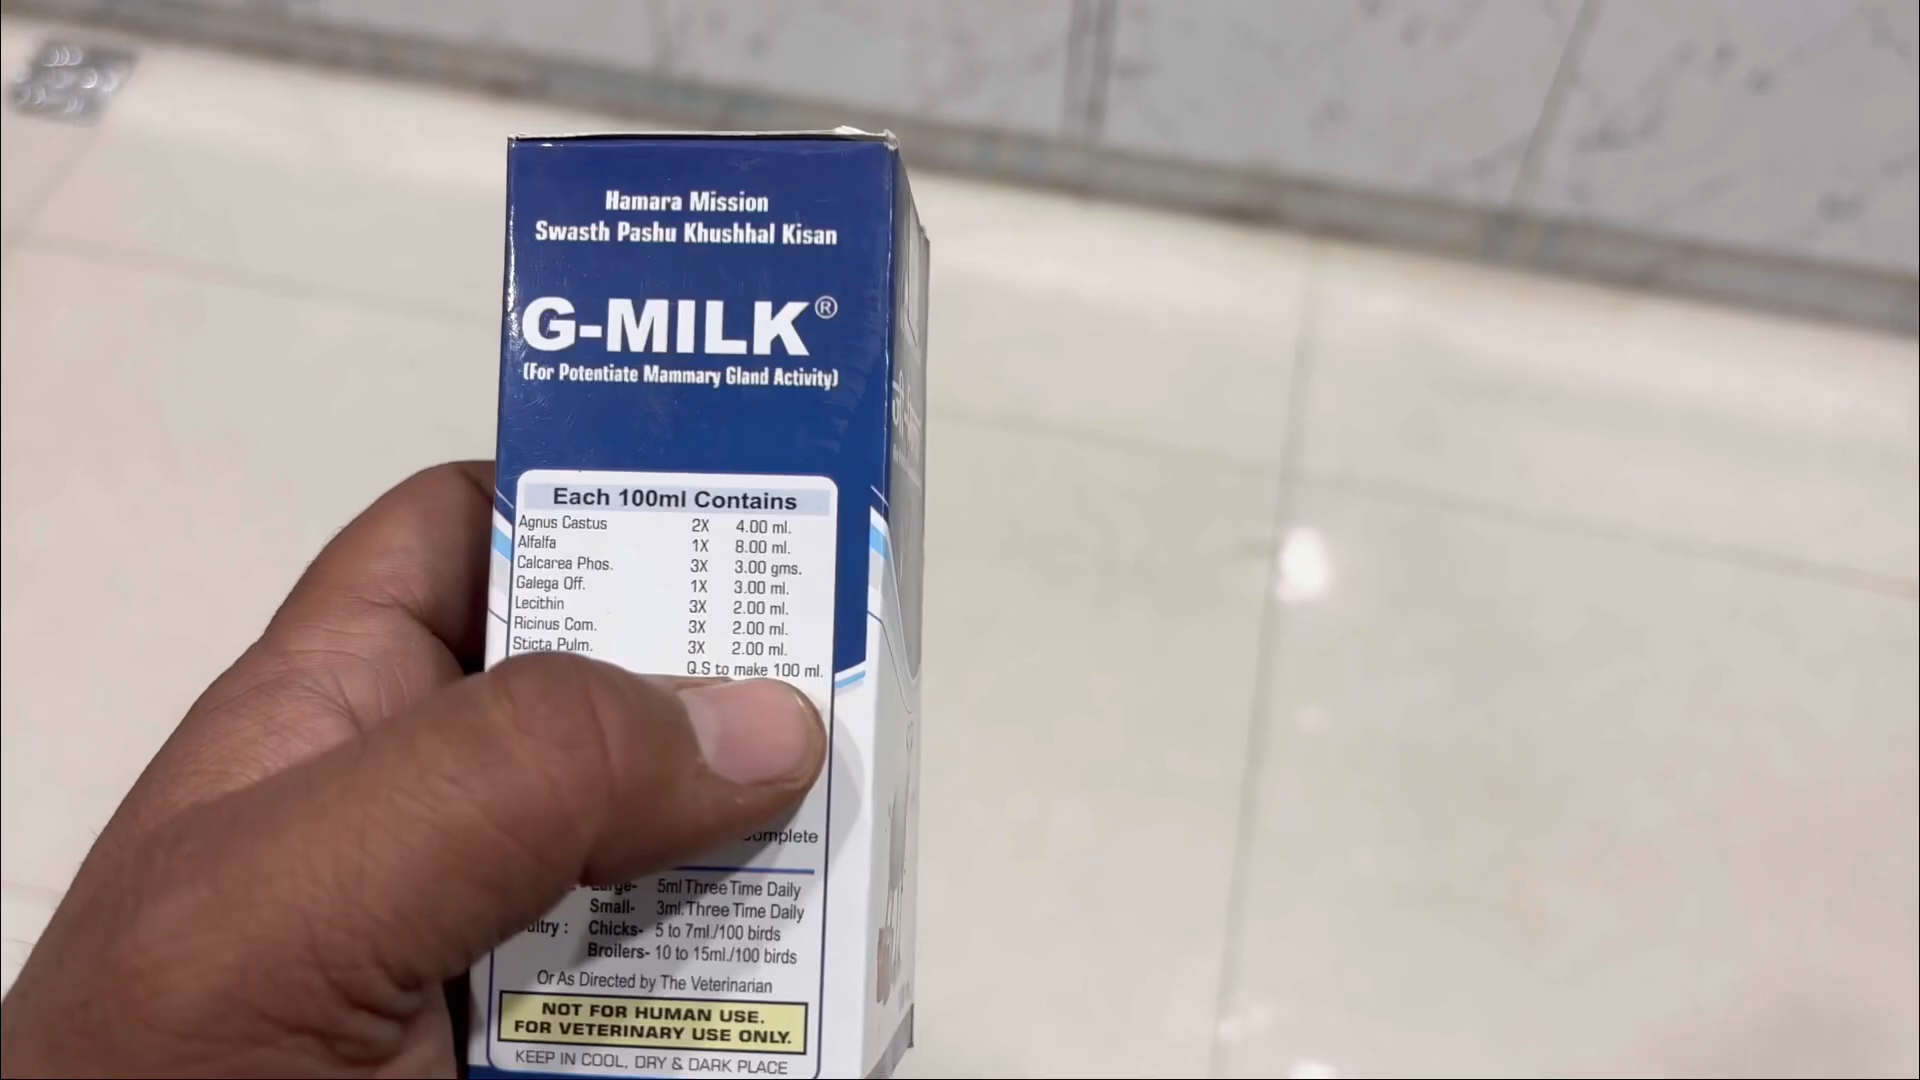 Hamara Mission
Swasth Pashu Khushhal Kisan
G-MILK®
(For Potentiate Mammary Gland Activity)
Each 100ml Contains
Agnus Castus 2X 4.00 ml.
Alfalfa 1X 8.00 ml.
Calcarea Phos. 3X 3.00 gms.
Galega Off. 1X 3.00 ml.
Lecithin 3X 2.00 ml.
Ricinus Com. 3X 2.00 ml.
Sticta Pulm. 3X 2.00 ml.
Q.S to make 100 ml.
Large- 5ml Three Time Daily
Small- 3ml.Three Time Daily
Chicks- 5 to 7ml./100 birds
Broilers- 10 to 15ml./100 birds
Or As Directed by The Veterinarian
NOT FOR HUMAN USE.
FOR VETERINARY USE ONLY.
KEEP IN COOL, DRY & DARK PLACE